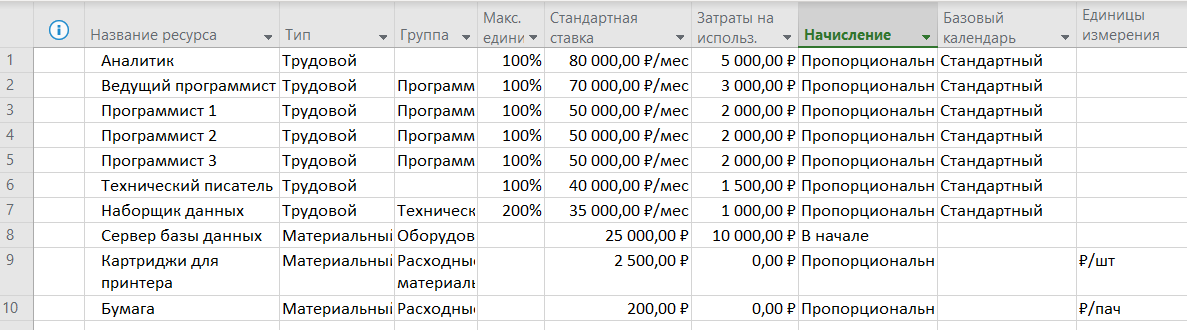 Название ресурса Тип Группа Макс. едини Стандартная ставка Затраты на использ. Начисление Базовый календарь Единицы измерения
1 Аналитик Трудовой 100% 80 000,00 ₽/мес 5 000,00 ₽ Пропорциональн Стандартный
2 Ведущий программист Трудовой Программ 100% 70 000,00 ₽/мес 3 000,00 ₽ Пропорциональн Стандартный
3 Программист 1 Трудовой Программ 100% 50 000,00 ₽/мес 2 000,00 ₽ Пропорциональн Стандартный
4 Программист 2 Трудовой Программ 100% 50 000,00 ₽/мес 2 000,00 ₽ Пропорциональн Стандартный
5 Программист 3 Трудовой Программ 100% 50 000,00 ₽/мес 2 000,00 ₽ Пропорциональн Стандартный
6 Технический писатель Трудовой 100% 40 000,00 ₽/мес 1 500,00 ₽ Пропорциональн Стандартный
7 Наборщик данных Трудовой Техническ 200% 35 000,00 ₽/мес 1 000,00 ₽ Пропорциональн Стандартный
8 Сервер базы данных Материальный Оборудов 25 000,00 ₽ 10 000,00 ₽ В начале
9 Картриджи для принтера Материальный Расходные материаль 2 500,00 ₽ 0,00 ₽ Пропорциональн ₽/шт
10 Бумага Материальный Расходные 200,00 ₽ 0,00 ₽ Пропорциональн ₽/пач